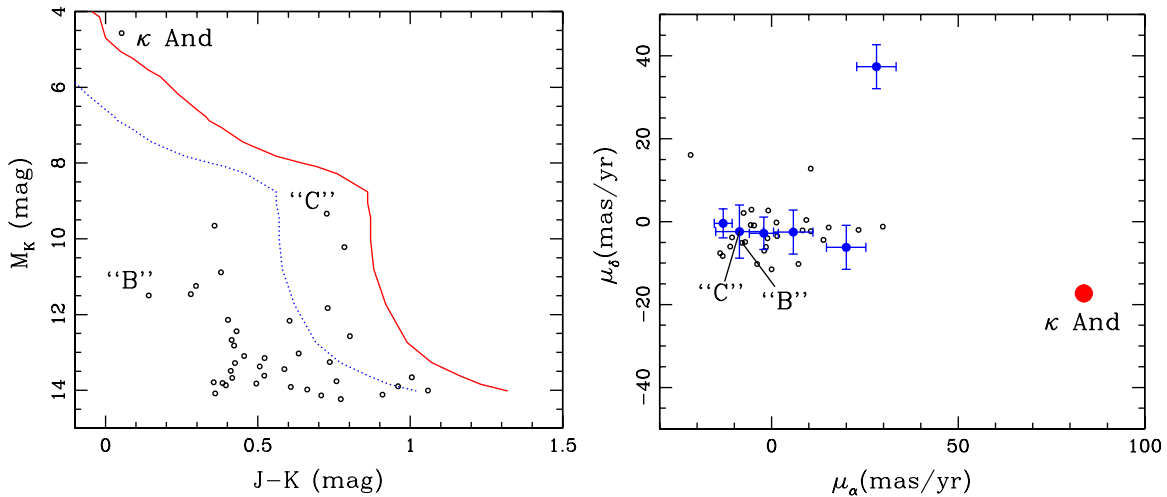 4
6
8
10
12
14
M_K (mag)
κ And
“C”
“B”
0
0.5
1
1.5
J−K (mag)
40
20
0
−20
−40
μ_δ(mas/yr)
“C”
“B”
κ And
0
50
100
μ_α(mas/yr)